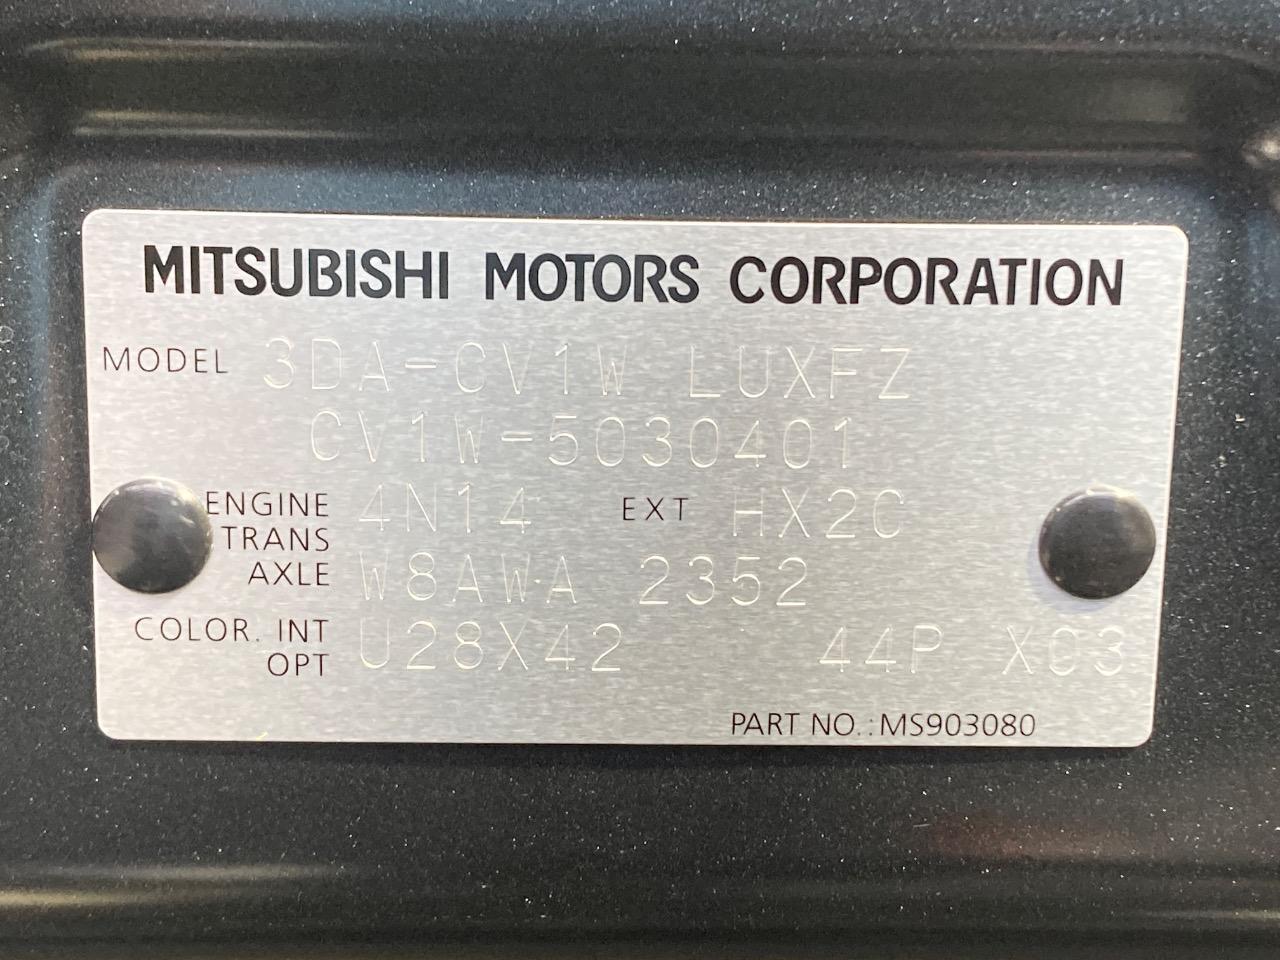 MITSUBISHI MOTORS CORPORATION
MODEL 3DA-CV1W LUXFZ
CV1W-5030401
ENGINE 4N14 EXT HX2C
TRANS
AXLE W8AWA 2352
COLOR. INT U28X42 44P X03
OPT
PART NO.:MS903080